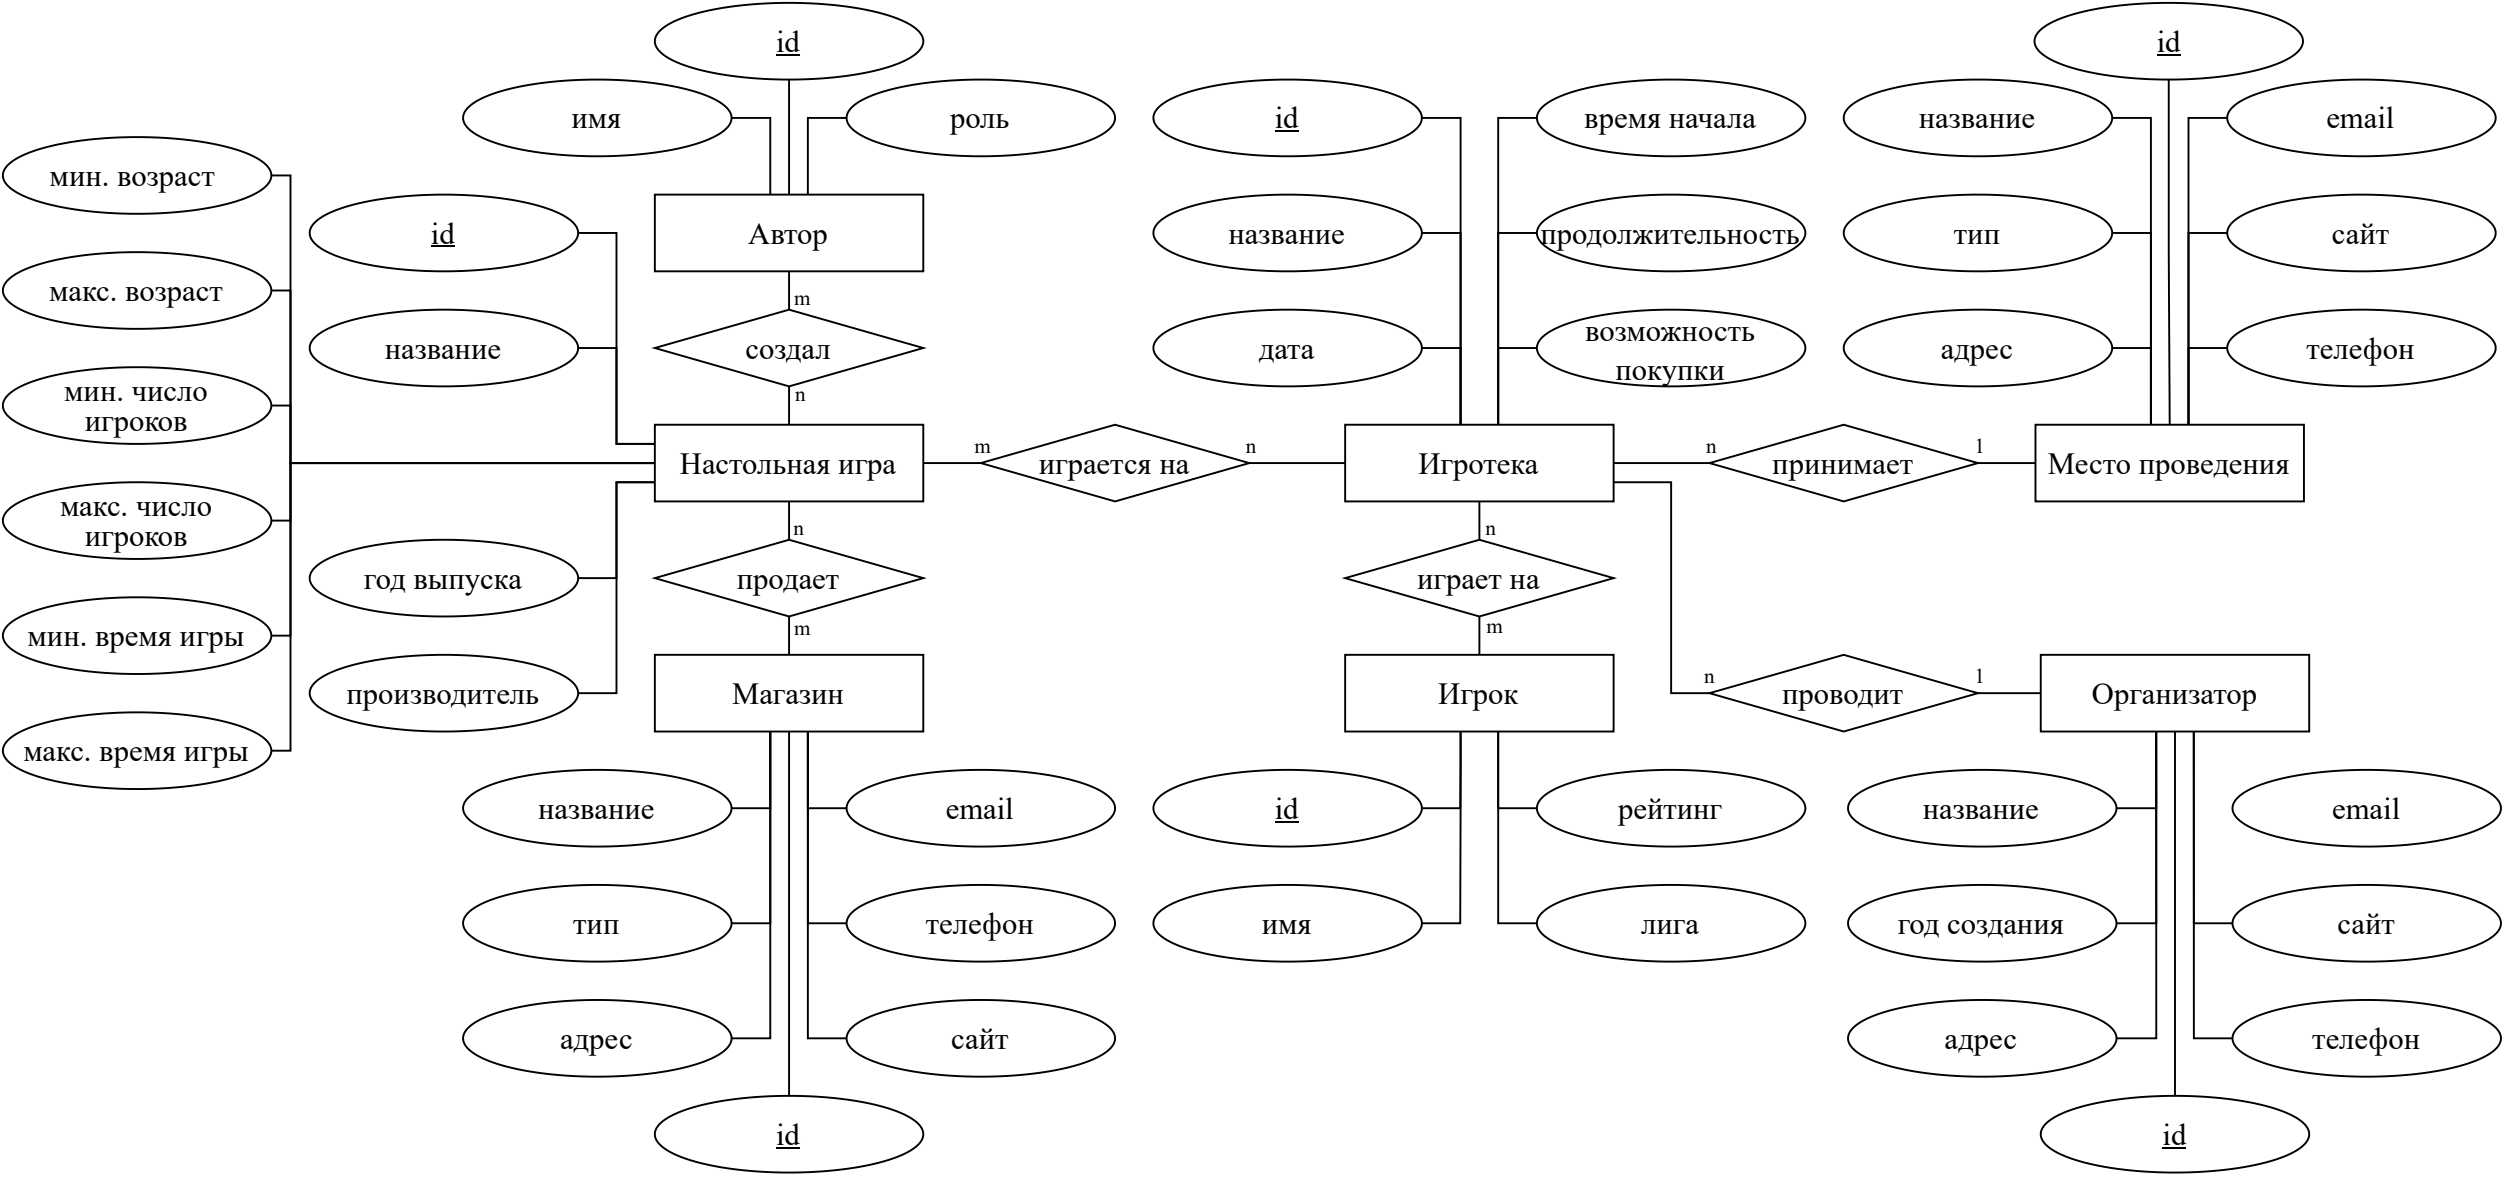 id
id
имя
роль
id
время начала
название
email
мин. возраст
id
Автор
название
продолжительность
тип
сайт
макс. возраст
m
создал
n
название
дата
возможность
покупки
адрес
телефон
мин. число
игроков
Настольная игра
m
играется на
n
Игротека
n
принимает
1
Место проведения
макс. число
игроков
n
продает
m
n
играет на
m
год выпуска
мин. время игры
производитель
Магазин
Игрок
n
проводит
1
Организатор
макс. время игры
название
email
id
рейтинг
название
email
тип
телефон
имя
лига
год создания
сайт
адрес
сайт
адрес
телефон
id
id